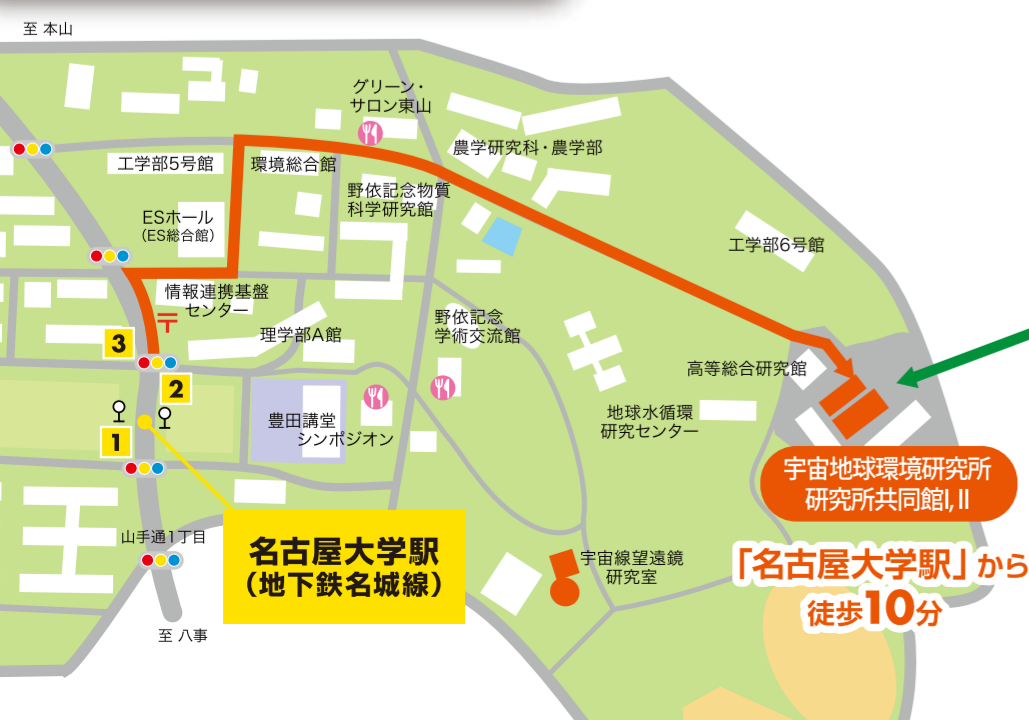 至 本山
グリーン・
サロン東山
農学研究科・農学部
工学部5号館
環境総合館
野依記念物質
科学研究館
ESホール
(ES総合館)
工学部6号館
情報連携基盤
センター
〒
理学部A館
野依記念
学術交流館
3
2
1
高等総合研究館
地球水循環
研究センター
豊田講堂
シンポジオン
宇宙地球環境研究所
研究所共同館I,II
山手通1丁目
名古屋大学駅
(地下鉄名城線)
宇宙線望遠鏡
研究室
「名古屋大学駅」から
徒歩10分
至 八事